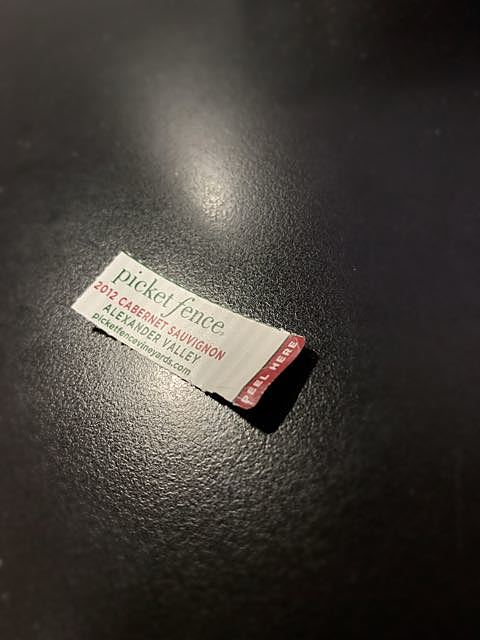 picket fence.
2012 CABERNET SAUVIGNON
ALEXANDER VALLEY
picketfencevineyards.com
PEEL HERE